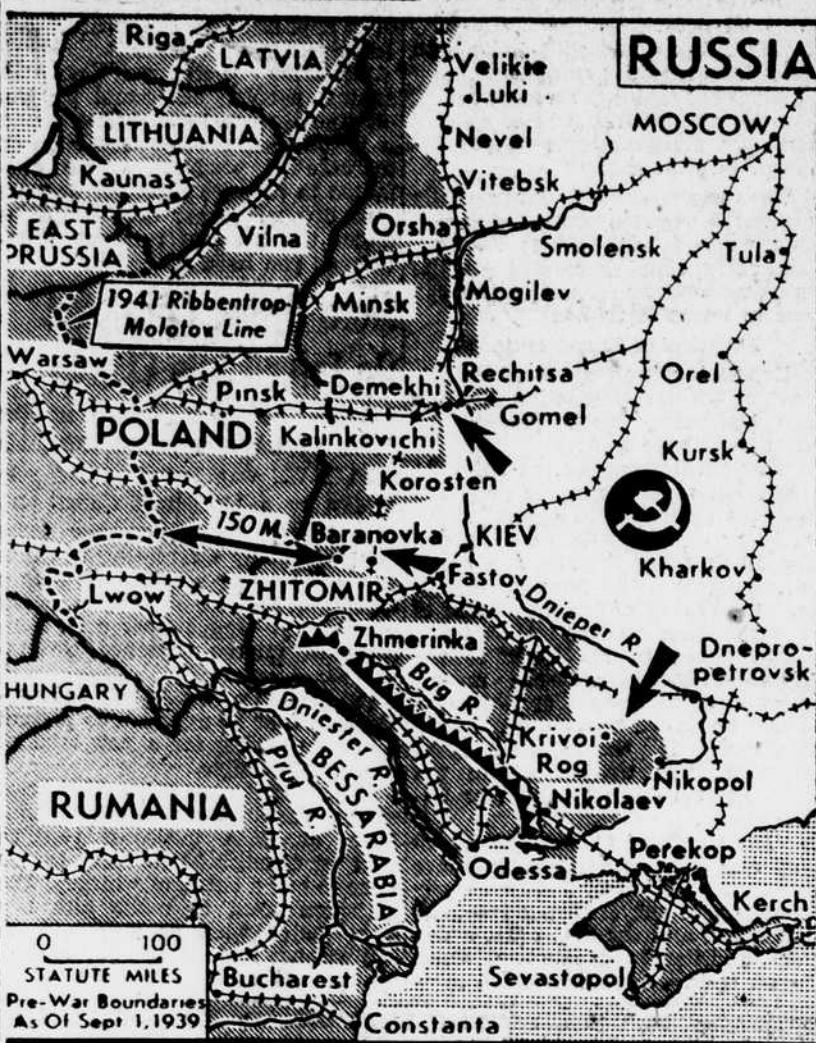 Riga
LATVIA
Velikie
Luki
RUSSIA
LITHUANIA
Nevel
MOSCOW
Kaunas
Vitebsk
EAST
PRUSSIA
Vilna
Orsha
Smolensk
Tula
1941 Ribbentrop-
Molotox Line
Minsk
Mogilev
Warsaw
Pinsk
Demekhi
Rechitsa
Orel
POLAND
Kalinkovichi
Gomel
Kursk
Korosten
150 M.
Baranovka
KIEV
Kharkov
Lwow
ZHITOMIR
Fastov
Dnieper R.
Zhmerinka
Dnepro-
petrovsk
HUNGARY
Bug R.
Dniester R.
Prut R.
BESSARABIA
Krivoi
Rog
Nikopol
RUMANIA
Nikolaev
Odessa
Perekop
Kerch
0 100
STATUTE MILES
Pre-War Boundaries
As Of Sept 1, 1939
Bucharest
Sevastopol
Constanta